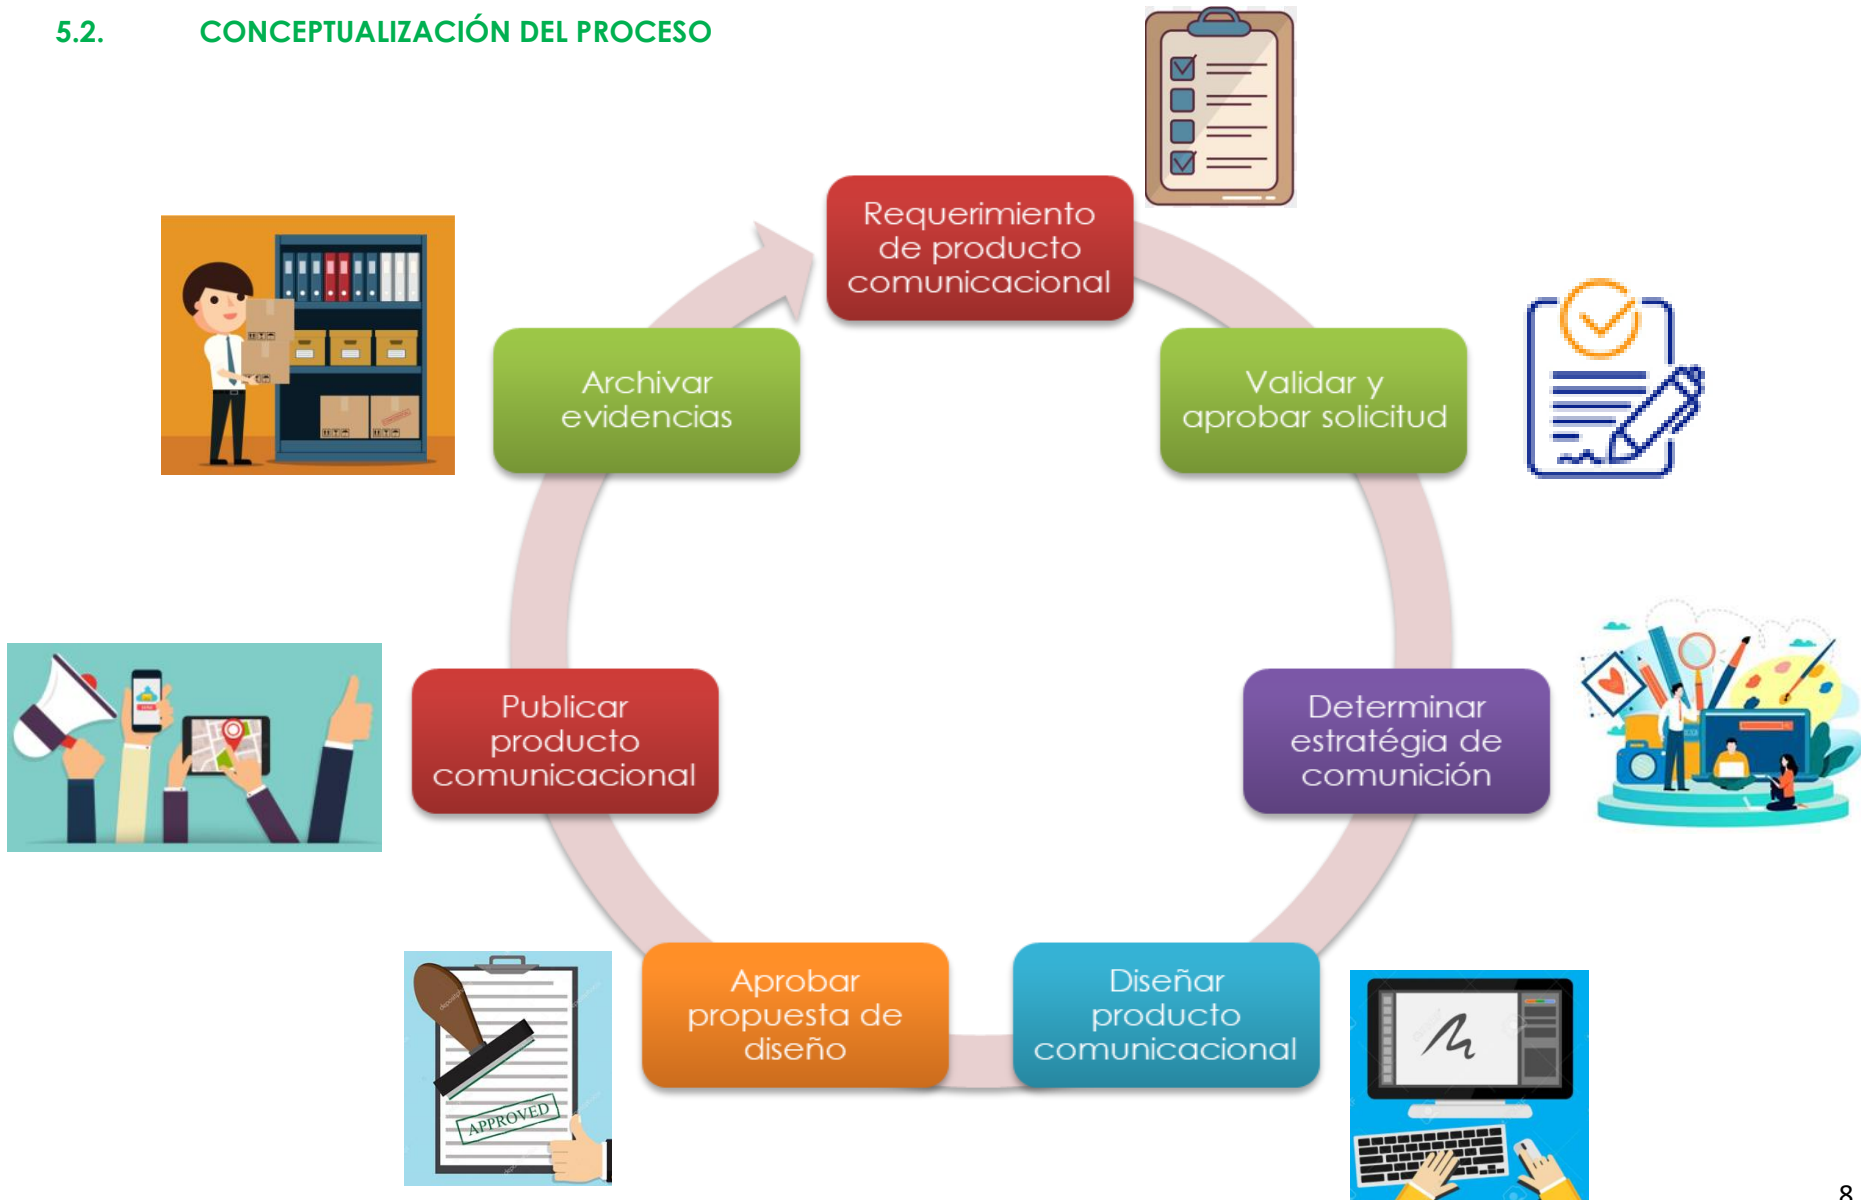 5.2. CONCEPTUALIZACIÓN DEL PROCESO
Requerimiento
de producto
comunicacional
Validar y
aprobar solicitud
Determinar
estratégia de
comunición
Diseñar
producto
comunicacional
Aprobar
propuesta de
diseño
APPROVED
Publicar
producto
comunicacional
Archivar
evidencias
8